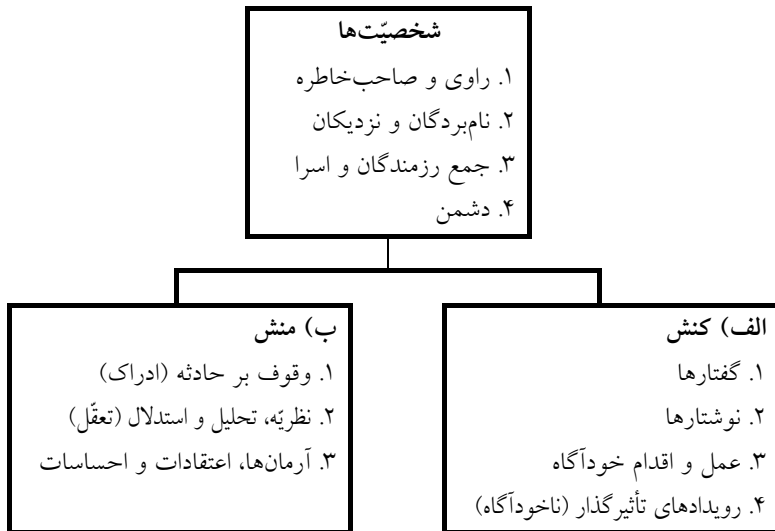 شخصیّت‌ها
۱. راوی و صاحب‌خاطره
۲. نام‌بردگان و نزدیکان
۳. جمع رزمندگان و اسرا
۴. دشمن
الف) کنش
۱. گفتارها
۲. نوشتارها
۳. عمل و اقدام خودآگاه
۴. رویدادهای تأثیرگذار (ناخودآگاه)
ب) منش
۱. وقوف بر حادثه (ادراک)
۲. نظریّه، تحلیل و استدلال (تعقّل)
۳. آرمان‌ها، اعتقادات و احساسات